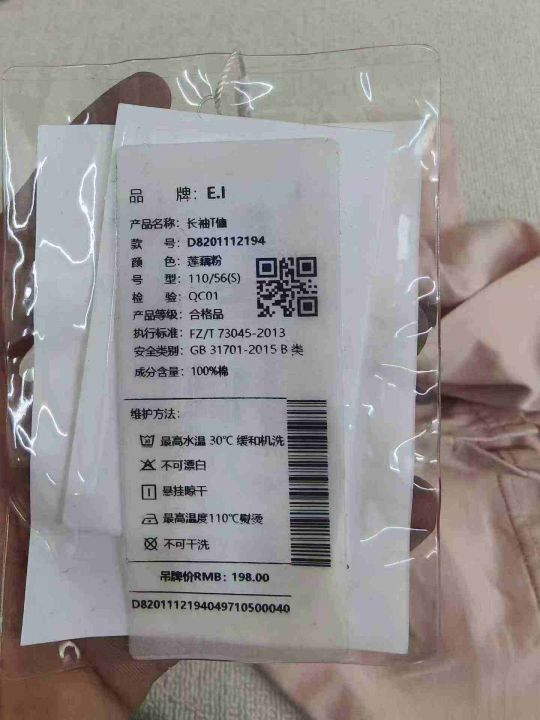 品 牌：E.I
产品名称：长袖T恤
款 号：D8201112194
颜 色：莲藕粉
号 型：110/56(S)
检 验：QC01
产品等级：合格品
执行标准：FZ/T 73045-2013
安全类别：GB 31701-2015 B 类
成分含量：100%棉
维护方法：
最高水温 30℃ 缓和机洗
不可漂白
悬挂晾干
最高温度110℃熨烫
不可干洗
吊牌价RMB：198.00
D8201112194049710500040